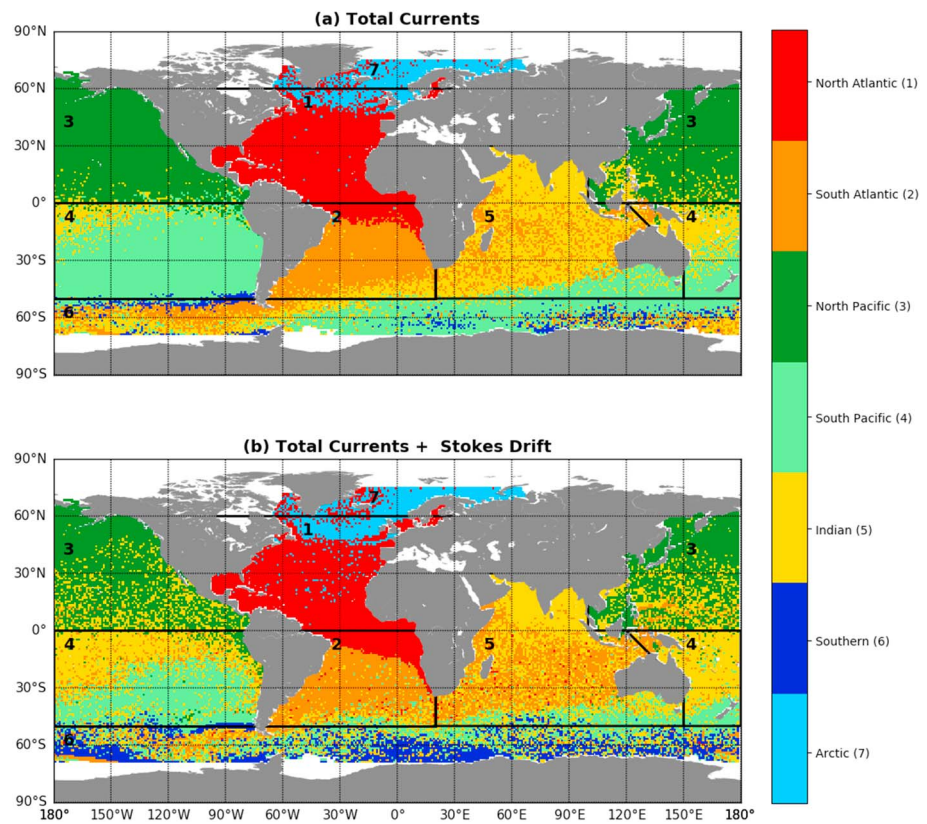 (a) Total Currents
90°N
60°N
30°N
0°
30°S
60°S
90°S
7
1
3
3
4
2
5
4
6
(b) Total Currents + Stokes Drift
90°N
60°N
30°N
0°
30°S
60°S
90°S
7
1
3
3
4
2
5
4
6
180° 150°W 120°W 90°W 60°W 30°W 0° 30°E 60°E 90°E 120°E 150°E 180°
North Atlantic (1)
South Atlantic (2)
North Pacific (3)
South Pacific (4)
Indian (5)
Southern (6)
Arctic (7)